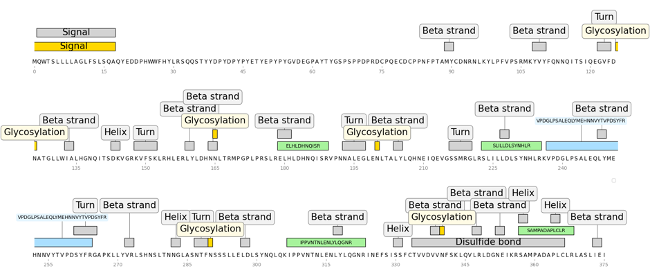 Signal
Signal
Beta strand
Beta strand
Turn
Glycosylation
MQWTSLLLLAGLFSLSQAQYEDDPHWWFHYLRSQQSTYYDPYDPYPYETYEPYPYGVDEGPAYTYGSPSPPDPRDCPQECDCPPNFPTAMYCDNRNLKYLPFVPSRMKYVYFQNNQITSIQEGVFD
0 15 30 45 60 75 90 105 120
Beta strand
Beta strand
Glycosylation
Beta strand
Helix
Turn
Glycosylation
Beta strand
Turn
Beta strand
Glycosylation
Turn
Beta strand
VPDGLPSALEQLYMEHNNVYTVPDSYFR
Beta strand
ELHLDHNQISR
SLILLDLSYNHLR
NATGLLWIALHGNQITSDKVGRKVFSKLRHLERLYLDHNNLTRMPGPLPRSLRELHLDHNQISRVPNNALEGLENLTALYLQHNEIQEVGSSMRGLRSLILLDLSYNHLRKVPDGLPSALEQLYME
135 150 165 180 195 210 225 240
VPDGLPSALEQLYMEHNNVYTVPDSYFR
Turn
Beta strand
Helix
Turn
Beta strand
Glycosylation
Beta strand
Helix
Beta strand
Helix
Beta strand
Beta strand
Glycosylation
Beta strand
Beta strand
IPPVNTNLENLYLQGNR
SAMPADAPLCLR
Disulfide bond
HNNVYTVPDSYFRGAPKLLYVRLSHNSLTNNGLASNTFNSSSLLELDLSYNQLQKIPPVNTNLENLYLQGNRINEFSISSFCTVVDVVNFSKLQVLRLDGNEIKRSAMPADAPLCLRLASLIEI
255 270 285 300 315 330 345 360 375